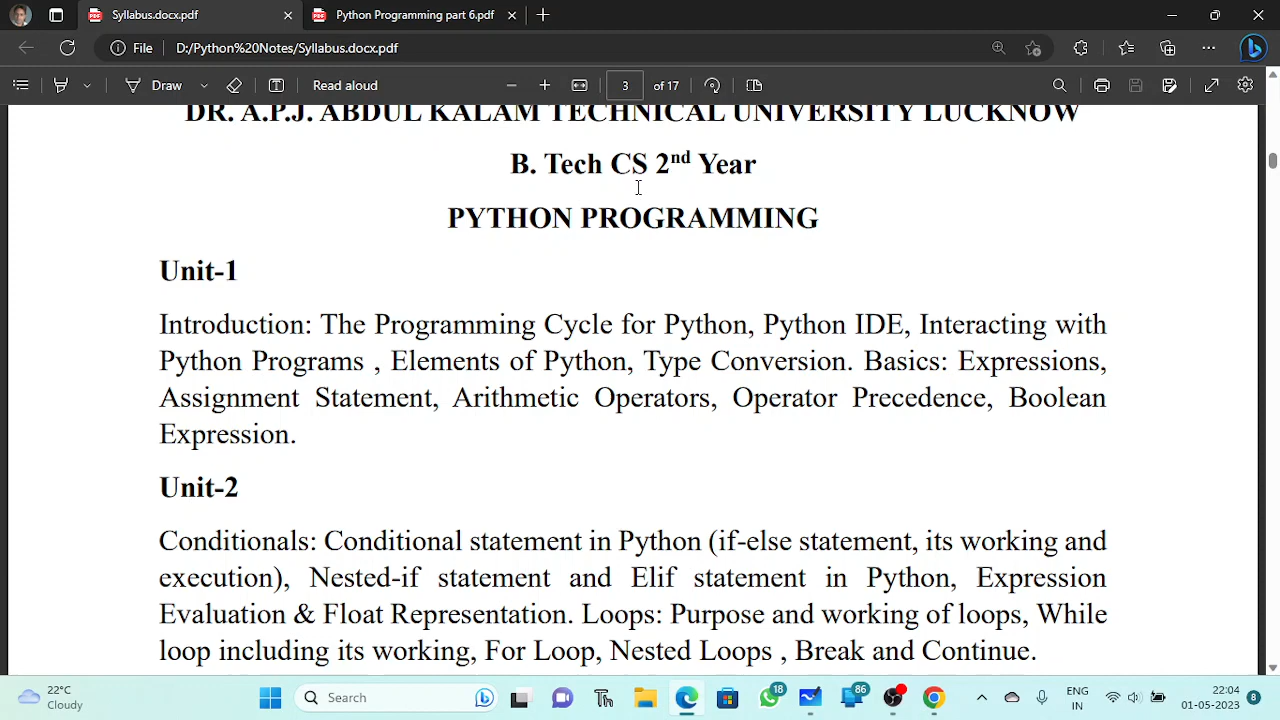 Syllabus.docx.pdf
Python Programming part 6.pdf
File D:/Python%20Notes/Syllabus.docx.pdf
Draw Read aloud 3 of 17
DR. A.P.J. ABDUL KALAM TECHNICAL UNIVERSITY LUCKNOW
B. Tech CS 2nd Year
PYTHON PROGRAMMING
Unit-1
Introduction: The Programming Cycle for Python, Python IDE, Interacting with
Python Programs , Elements of Python, Type Conversion. Basics: Expressions,
Assignment Statement, Arithmetic Operators, Operator Precedence, Boolean
Expression.
Unit-2
Conditionals: Conditional statement in Python (if-else statement, its working and
execution), Nested-if statement and Elif statement in Python, Expression
Evaluation & Float Representation. Loops: Purpose and working of loops, While
loop including its working, For Loop, Nested Loops , Break and Continue.
22°C
Cloudy
Search
18
86
ENG
IN
22:04
01-05-2023
8